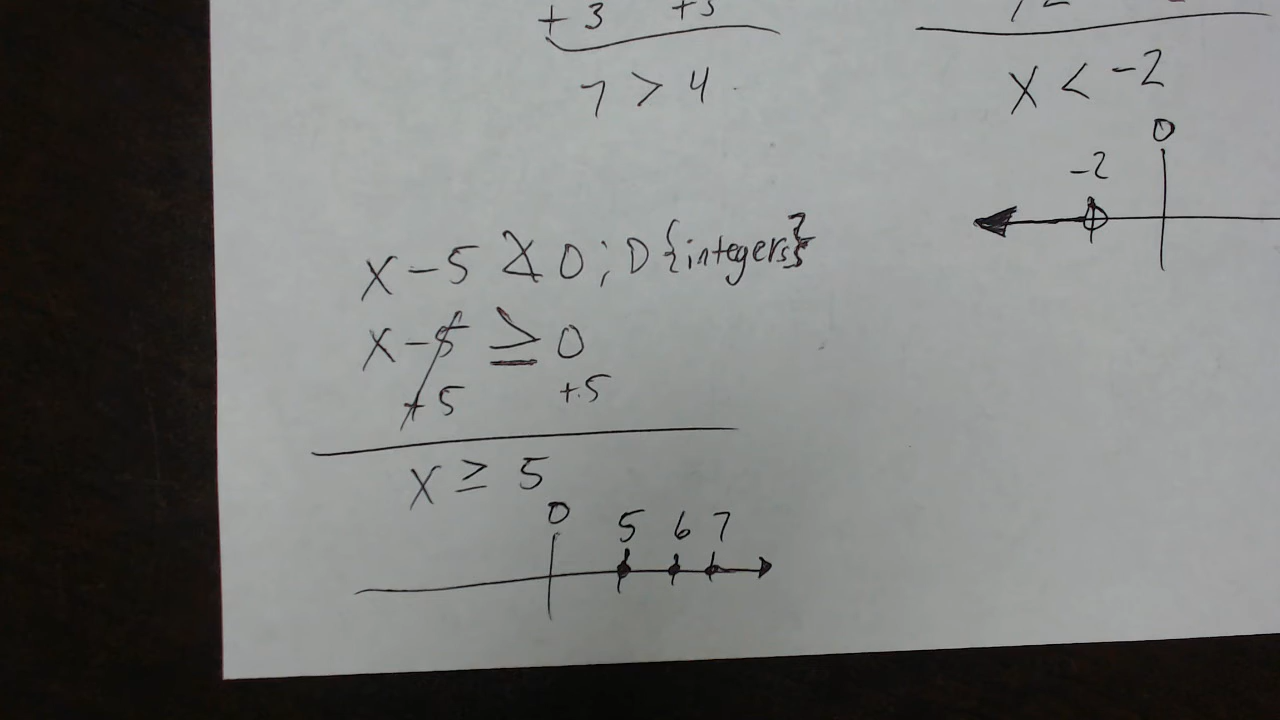 +3 +3
7 > 4
x < -2
0
-2
x - 5 ≮ 0 ; D {integers}
x - 5 ≥ 0
+5 +5
x ≥ 5
0 5 6 7